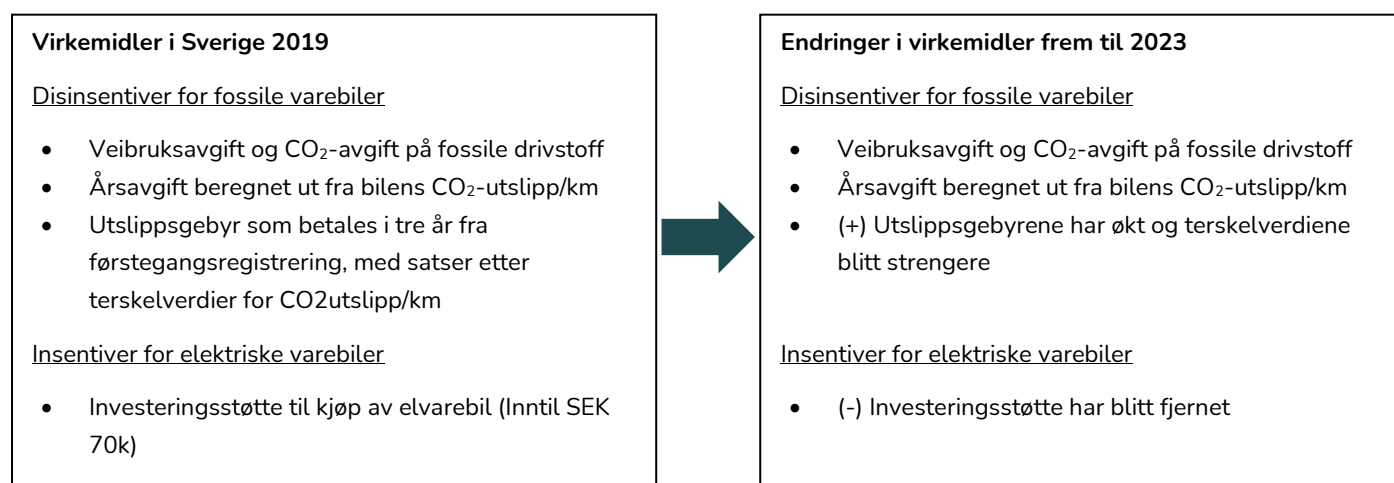 Virkemidler i Sverige 2019
Disinsentiver for fossile varebiler
• Veibruksavgift og CO₂-avgift på fossile drivstoff
• Årsavgift beregnet ut fra bilens CO₂-utslipp/km
• Utslippsgebyr som betales i tre år fra
førstegangsregistrering, med satser etter
terskelverdier for CO2utslipp/km
Insentiver for elektriske varebiler
• Investeringsstøtte til kjøp av elvarebil (Inntil SEK
70k)
Endringer i virkemidler frem til 2023
Disinsentiver for fossile varebiler
• Veibruksavgift og CO₂-avgift på fossile drivstoff
• Årsavgift beregnet ut fra bilens CO₂-utslipp/km
• (+) Utslippsgebyrene har økt og terskelverdiene
blitt strengere
Insentiver for elektriske varebiler
• (-) Investeringsstøtte har blitt fjernet